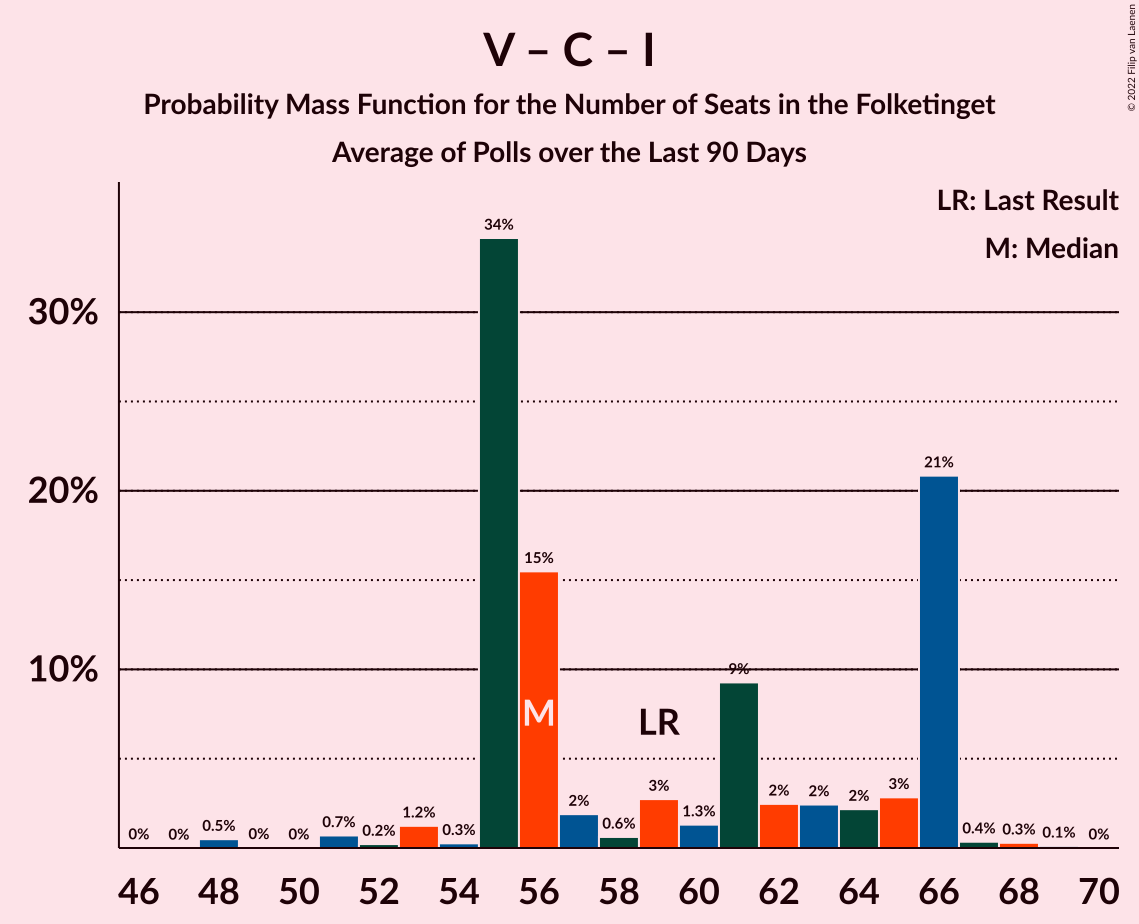 © 2022 Filip van Laenen
V – C – I
Probability Mass Function for the Number of Seats in the Folketinget
Average of Polls over the Last 90 Days
LR: Last Result
M: Median
34%
30%
21%
20%
15%
10%
9%
M
LR
0% 0% 0.5% 0% 0% 0.7% 0.2% 1.2% 0.3% 2% 0.6% 3% 1.3% 2% 2% 2% 3% 0.4% 0.3% 0.1% 0%
46 48 50 52 54 56 58 60 62 64 66 68 70